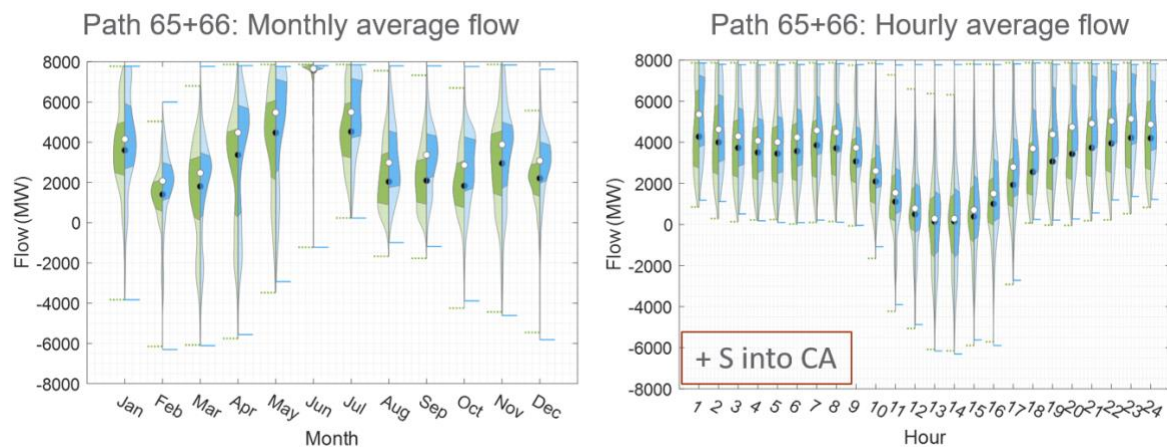 Path 65+66: Monthly average flow
8000
6000
4000
2000
0
-2000
-4000
-6000
-8000
Flow (MW)
Jan Feb Mar Apr May Jun Jul Aug Sep Oct Nov Dec
Month
Path 65+66: Hourly average flow
8000
6000
4000
2000
0
-2000
-4000
-6000
-8000
Flow (MW)
+ S into CA
1 2 3 4 5 6 7 8 9 10 11 12 13 14 15 16 17 18 19 20 21 22 23 24
Hour